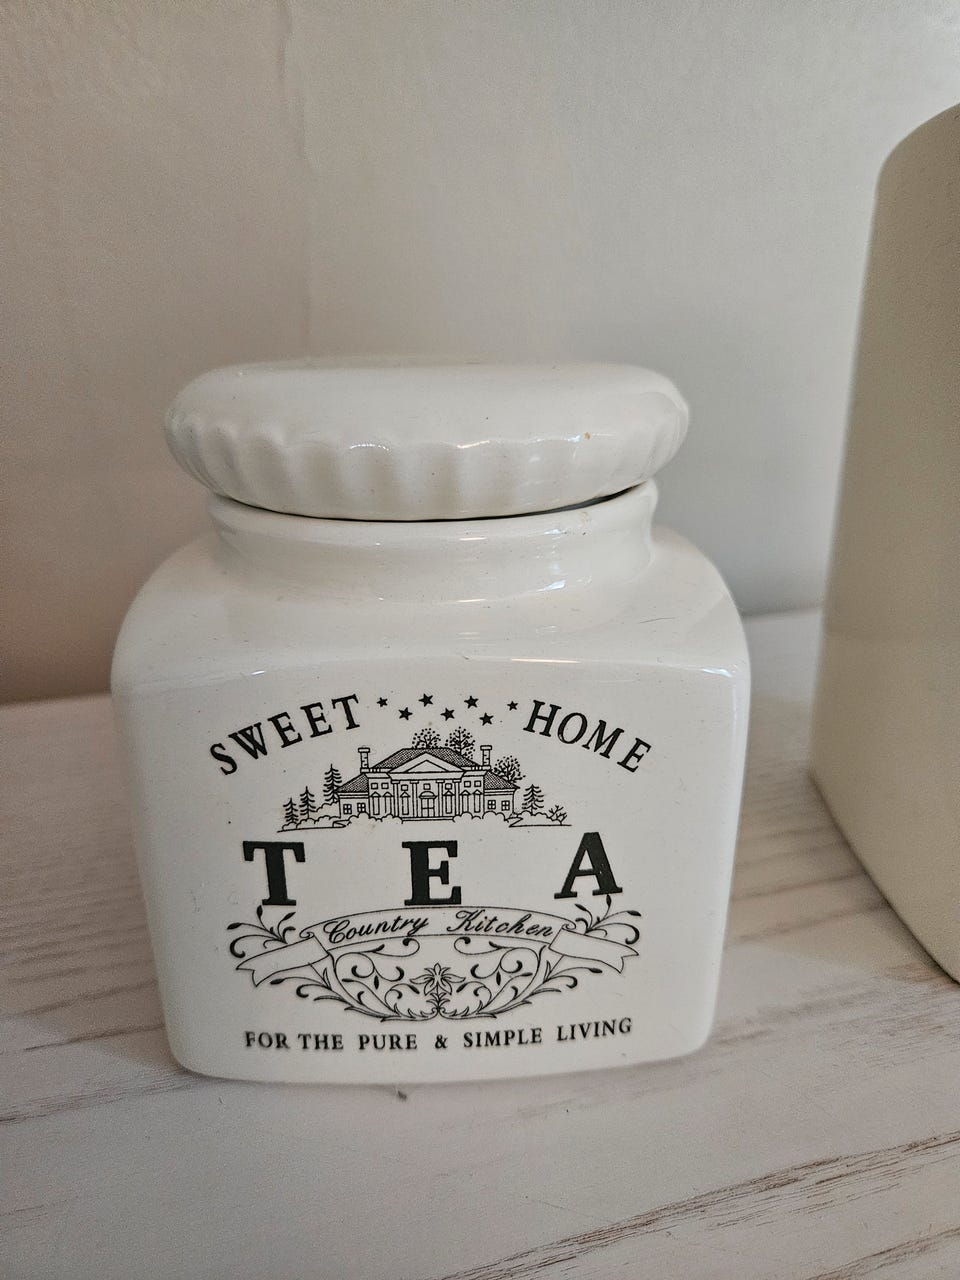 SWEET HOME
TEA
Country Kitchen
FOR THE PURE & SIMPLE LIVING